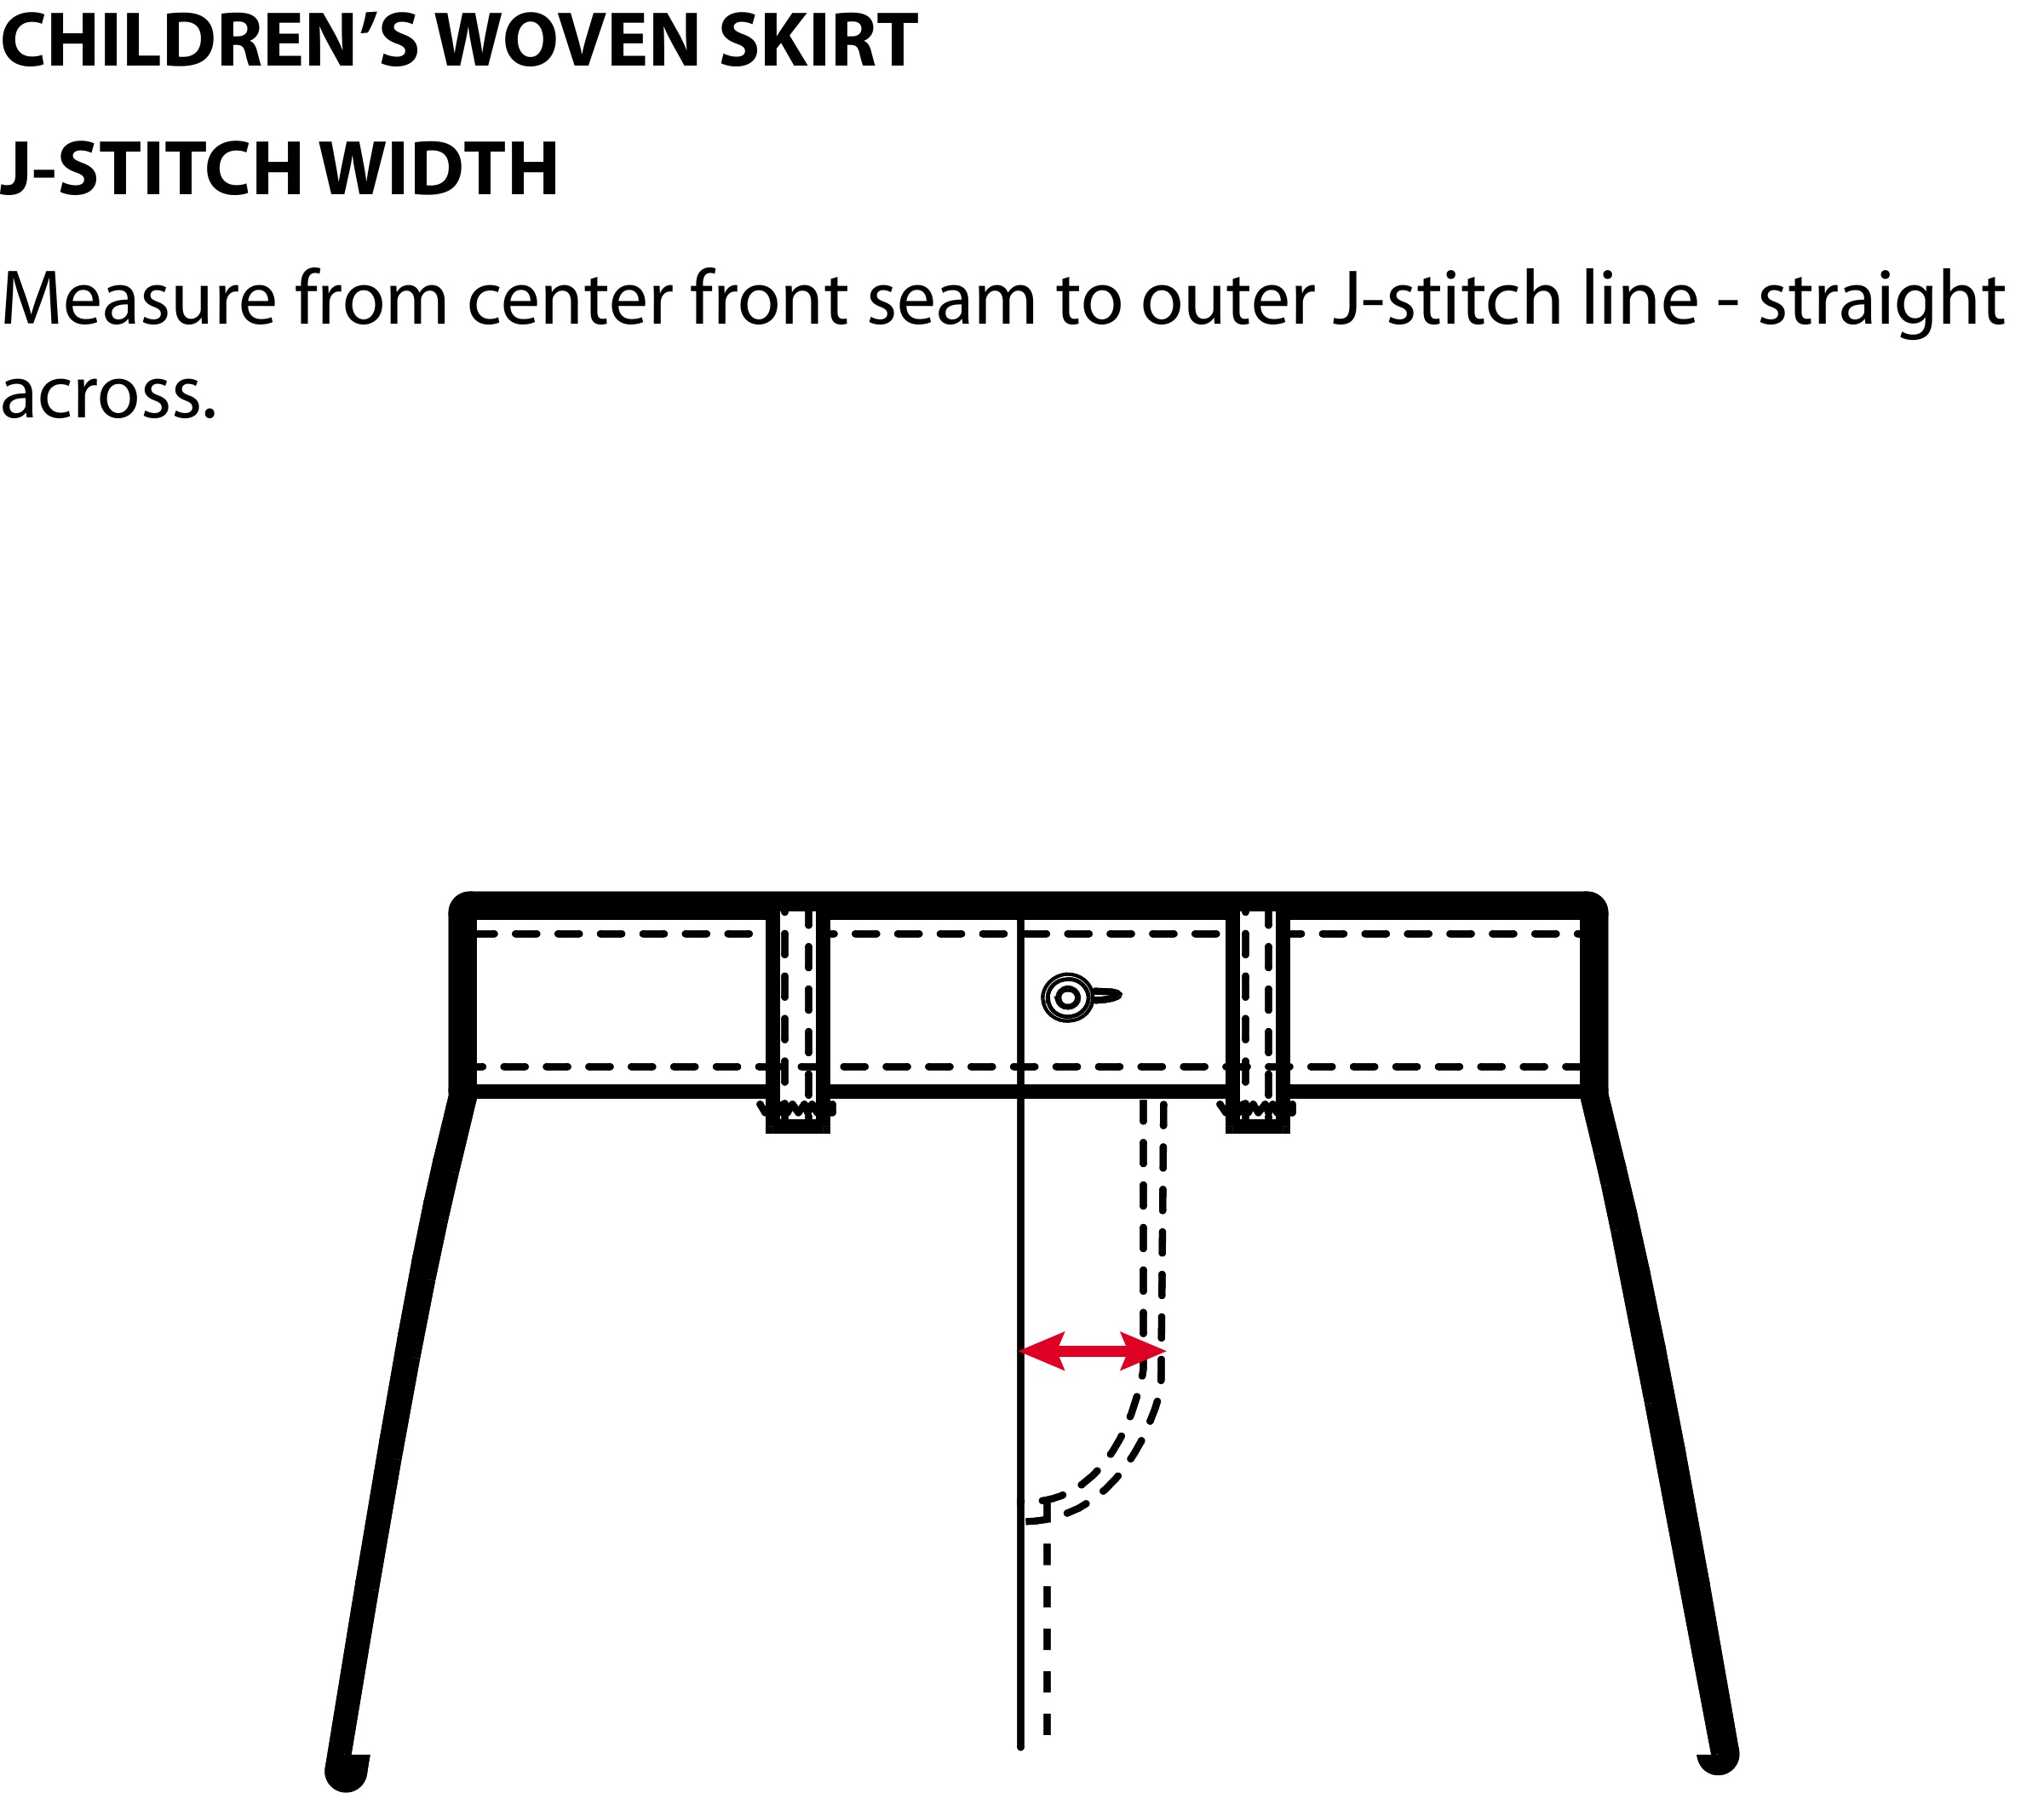 CHILDREN’S WOVEN SKIRT
J-STITCH WIDTH
Measure from center front seam to outer J-stitch line - straight
across.